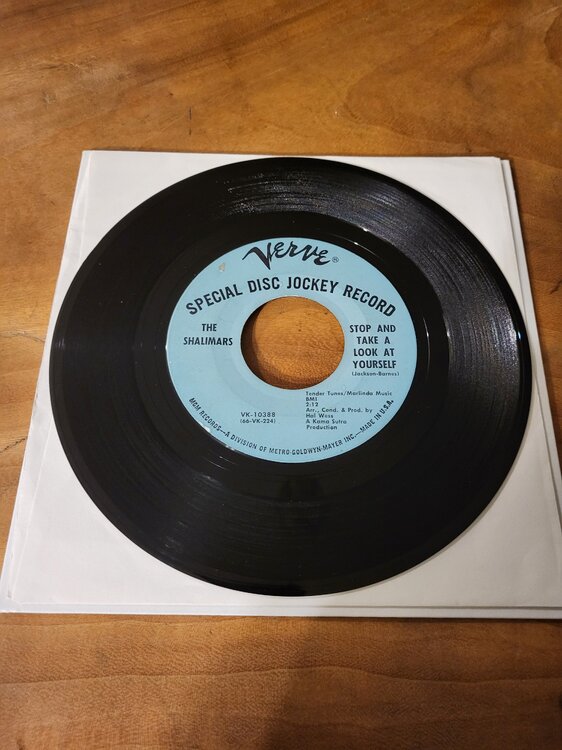 VERVE®
SPECIAL DISC JOCKEY RECORD
THE
SHALIMARS
STOP AND
TAKE A
LOOK AT
YOURSELF
(Jackson-Barnes)
VK-10388
(66-VK-224)
Tender Tunes/Marlinda Music
BMI
2:12
Arr., Cond. & Prod. by
Hal Wess
A Kama Sutra
Production
MGM RECORDS—A DIVISION OF METRO-GOLDWYN-MAYER INC.—MADE IN U.S.A.